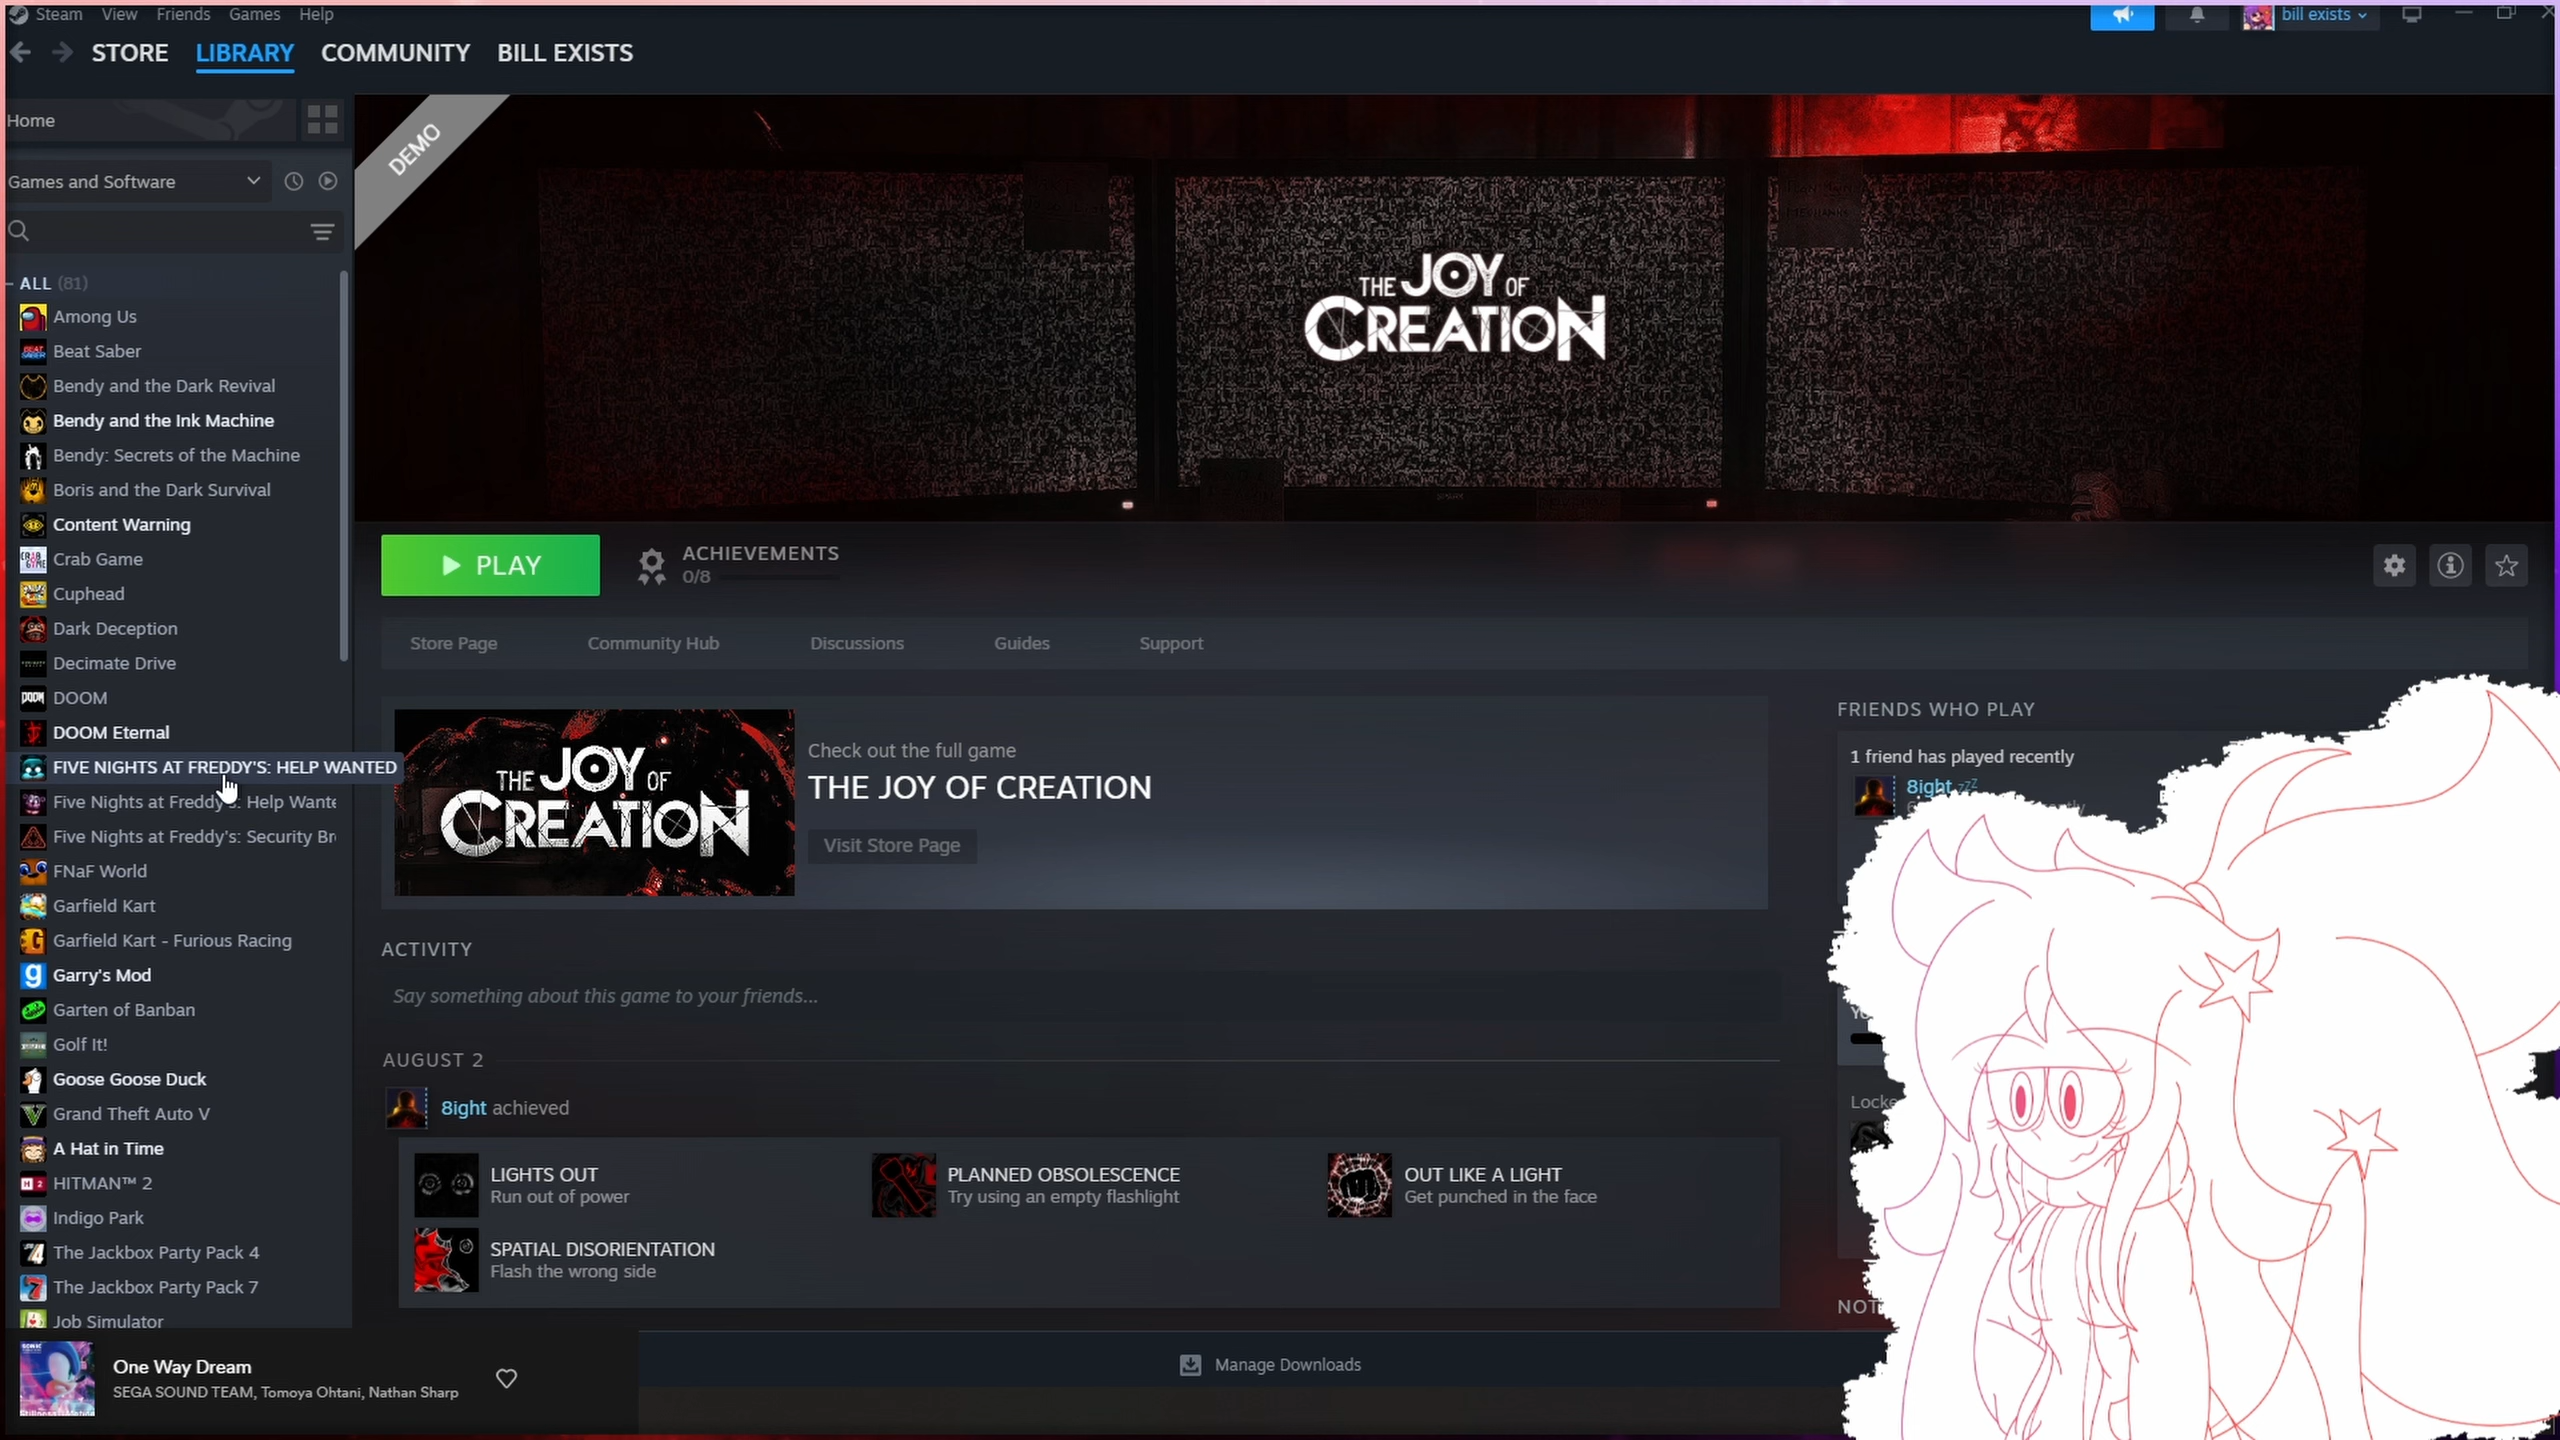 Steam View Friends Games Help
bill exists
STORE LIBRARY COMMUNITY BILL EXISTS
Home
Games and Software
ALL (81)
Among Us
Beat Saber
Bendy and the Dark Revival
Bendy and the Ink Machine
Bendy: Secrets of the Machine
Boris and the Dark Survival
Content Warning
Crab Game
Cuphead
Dark Deception
Decimate Drive
DOOM
DOOM Eternal
FIVE NIGHTS AT FREDDY'S: HELP WANTED
Five Nights at Freddy's: Help Wante
Five Nights at Freddy's: Security Br
FNaF World
Garfield Kart
Garfield Kart - Furious Racing
Garry's Mod
Garten of Banban
Golf It!
Goose Goose Duck
Grand Theft Auto V
A Hat in Time
HITMAN™ 2
Indigo Park
The Jackbox Party Pack 4
The Jackbox Party Pack 7
Job Simulator
One Way Dream
SEGA SOUND TEAM, Tomoya Ohtani, Nathan Sharp
DEMO
THE JOY OF
CREATION
PLAY
ACHIEVEMENTS
0/8
Store Page Community Hub Discussions Guides Support
THE JOY OF
CREATION
Check out the full game
THE JOY OF CREATION
Visit Store Page
ACTIVITY
Say something about this game to your friends...
AUGUST 2
8ight achieved
LIGHTS OUT
Run out of power
PLANNED OBSOLESCENCE
Try using an empty flashlight
OUT LIKE A LIGHT
Get punched in the face
SPATIAL DISORIENTATION
Flash the wrong side
FRIENDS WHO PLAY
1 friend has played recently
8ight zzZ
Locke
NOT
Manage Downloads